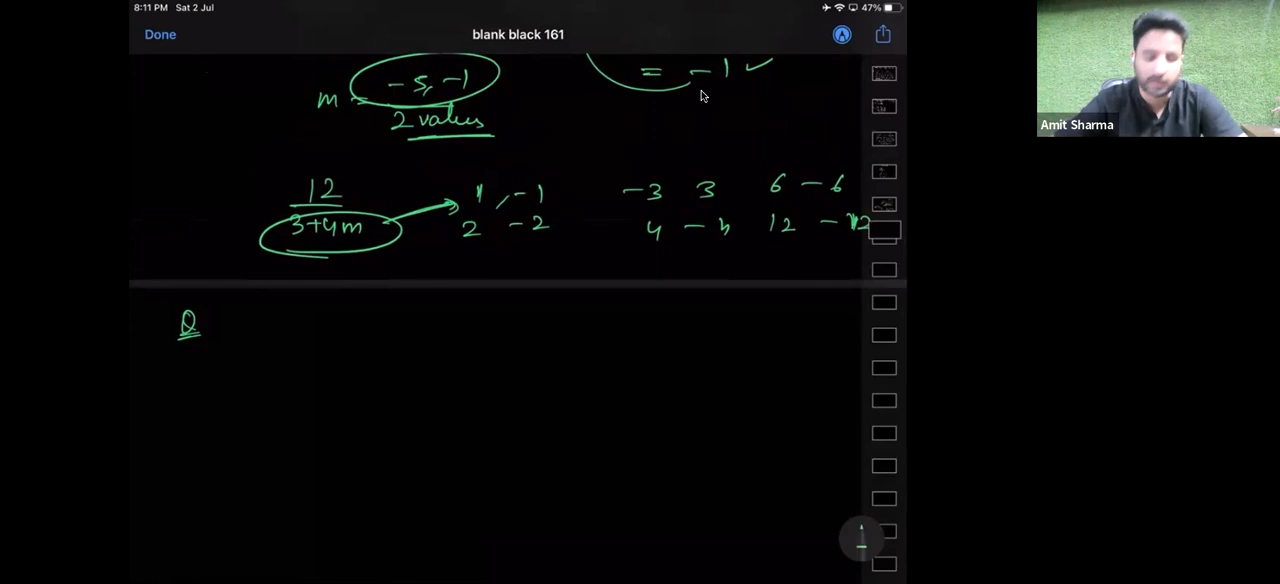 8:11 PM Sat 2 Jul 47%
Done blank black 161
= -1 ✓
m = -5, -1
2 values
12 1, -1 -3 3 6 -6
3+4m 2 -2 4 -4 12 -12
Q
Amit Sharma